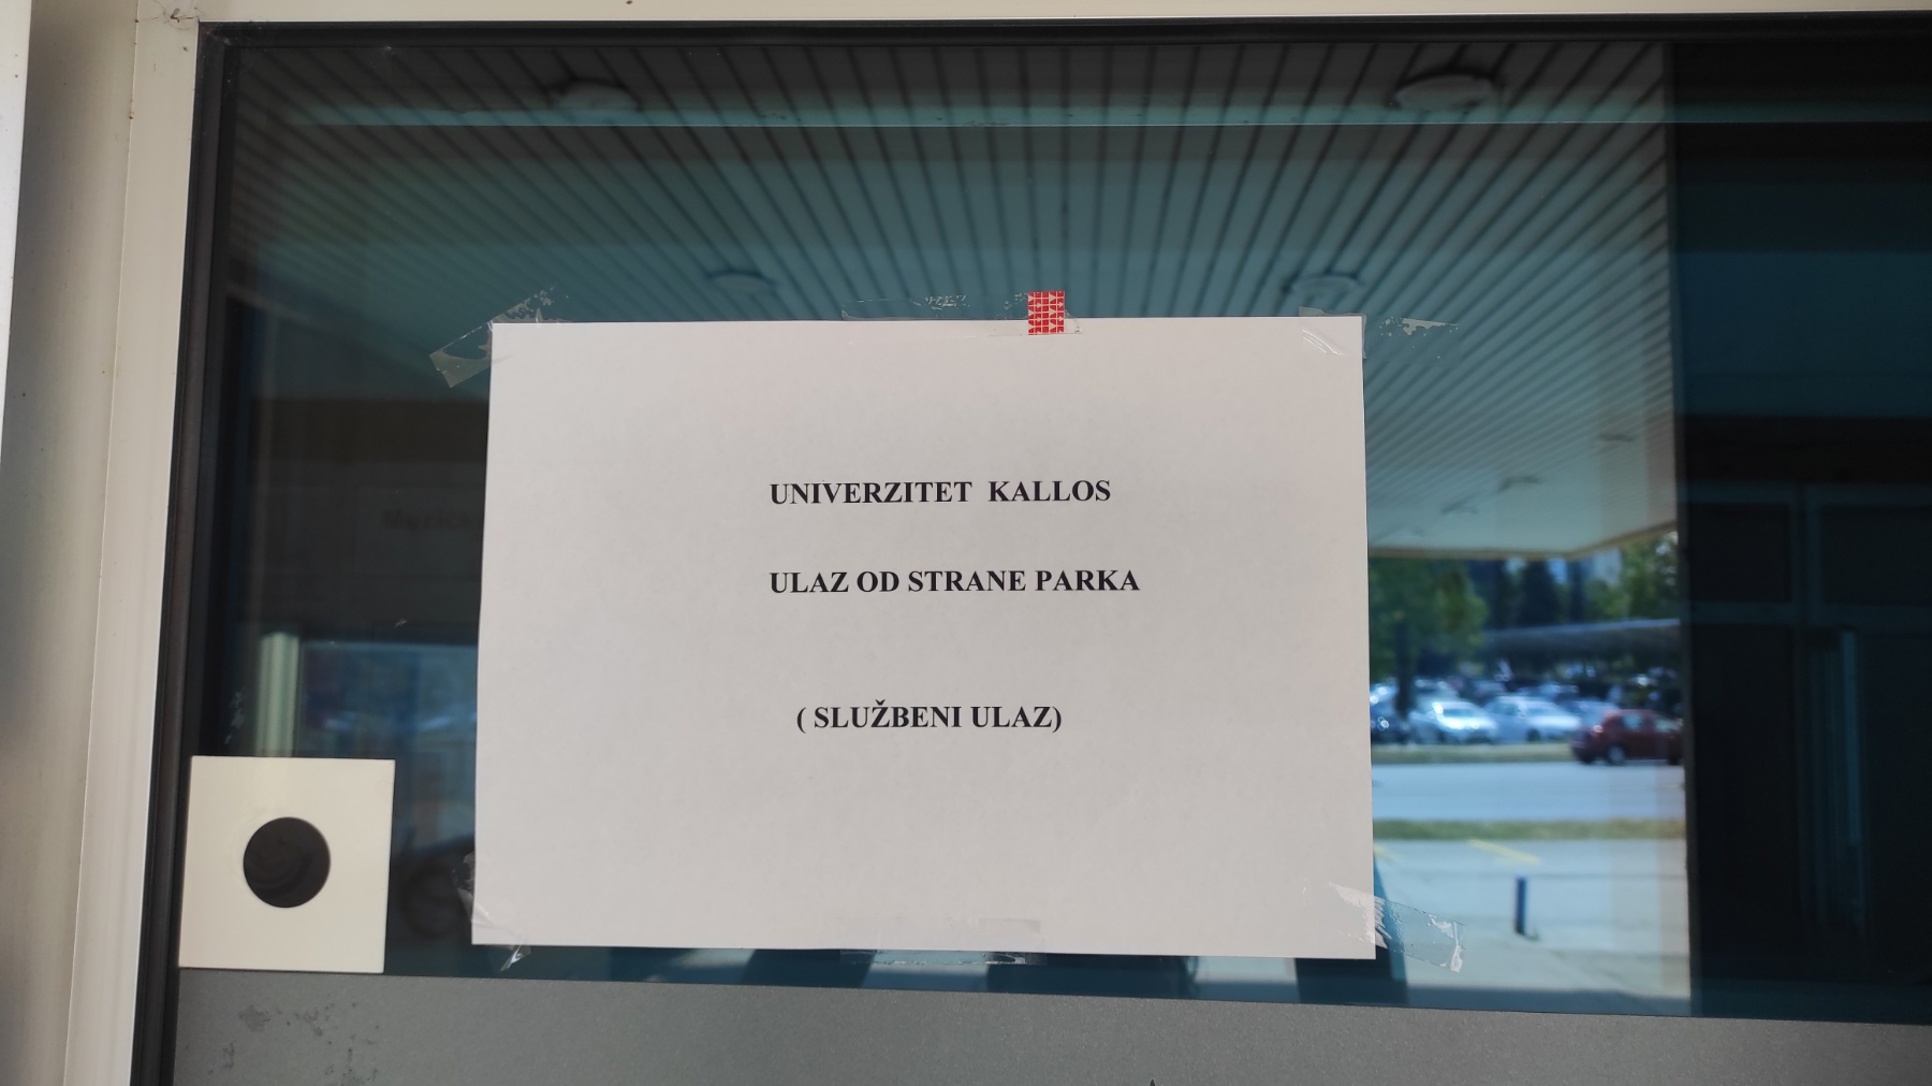 UNIVERZITET KALLOS
ULAZ OD STRANE PARKA
( SLUŽBENI ULAZ)